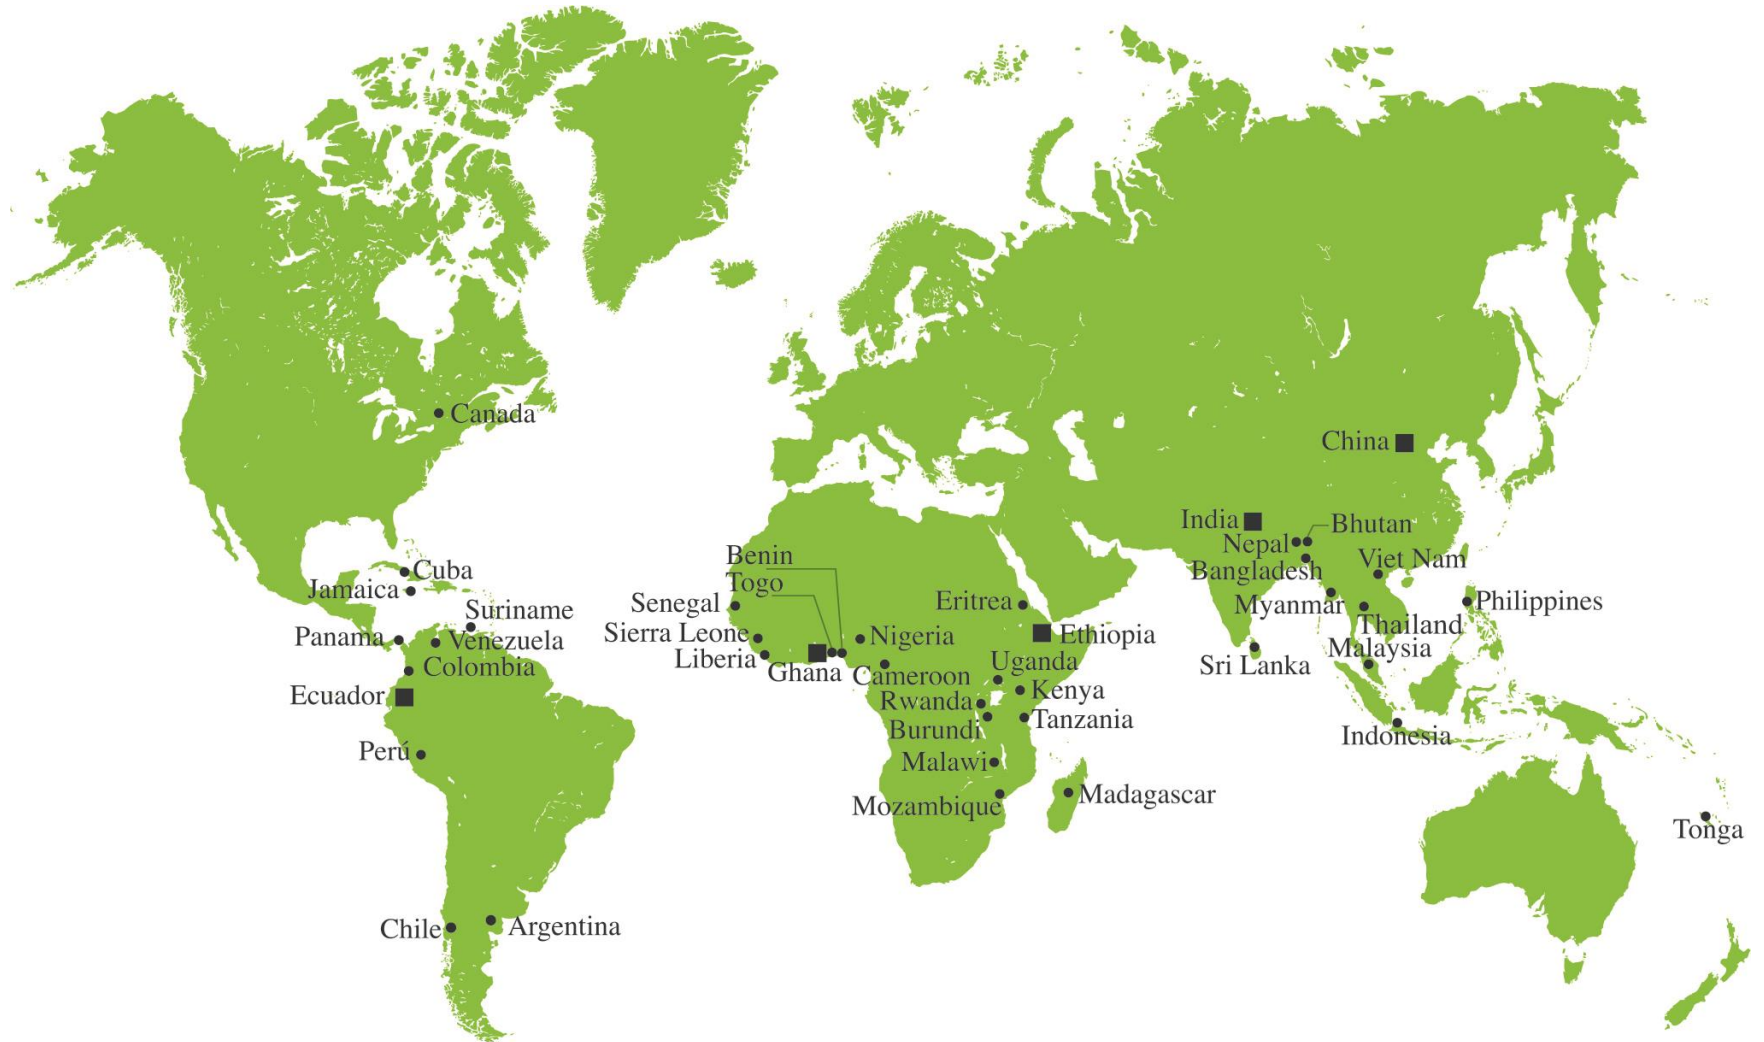 Canada
China
India
Bhutan
Nepal
Viet Nam
Bangladesh
Myanmar
Philippines
Thailand
Malaysia
Sri Lanka
Indonesia
Tonga
Cuba
Jamaica
Suriname
Panama
Venezuela
Colombia
Ecuador
Perú
Chile
Argentina
Benin
Togo
Senegal
Sierra Leone
Liberia
Ghana
Nigeria
Cameroon
Eritrea
Ethiopia
Uganda
Kenya
Rwanda
Burundi
Tanzania
Malawi
Mozambique
Madagascar